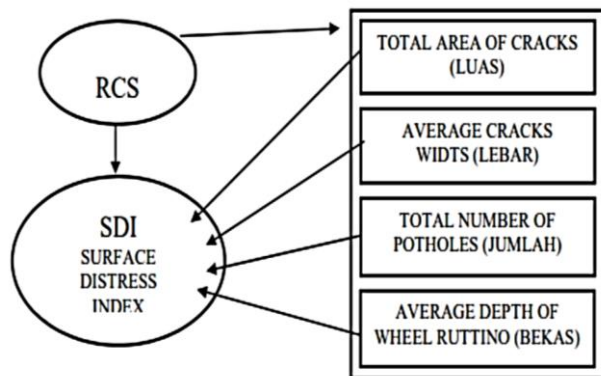 RCS
SDI
SURFACE
DISTRESS
INDEX
TOTAL AREA OF CRACKS
(LUAS)
AVERAGE CRACKS
WIDTS (LEBAR)
TOTAL NUMBER OF
POTHOLES (JUMLAH)
AVERAGE DEPTH OF
WHEEL RUTTINO (BEKAS)